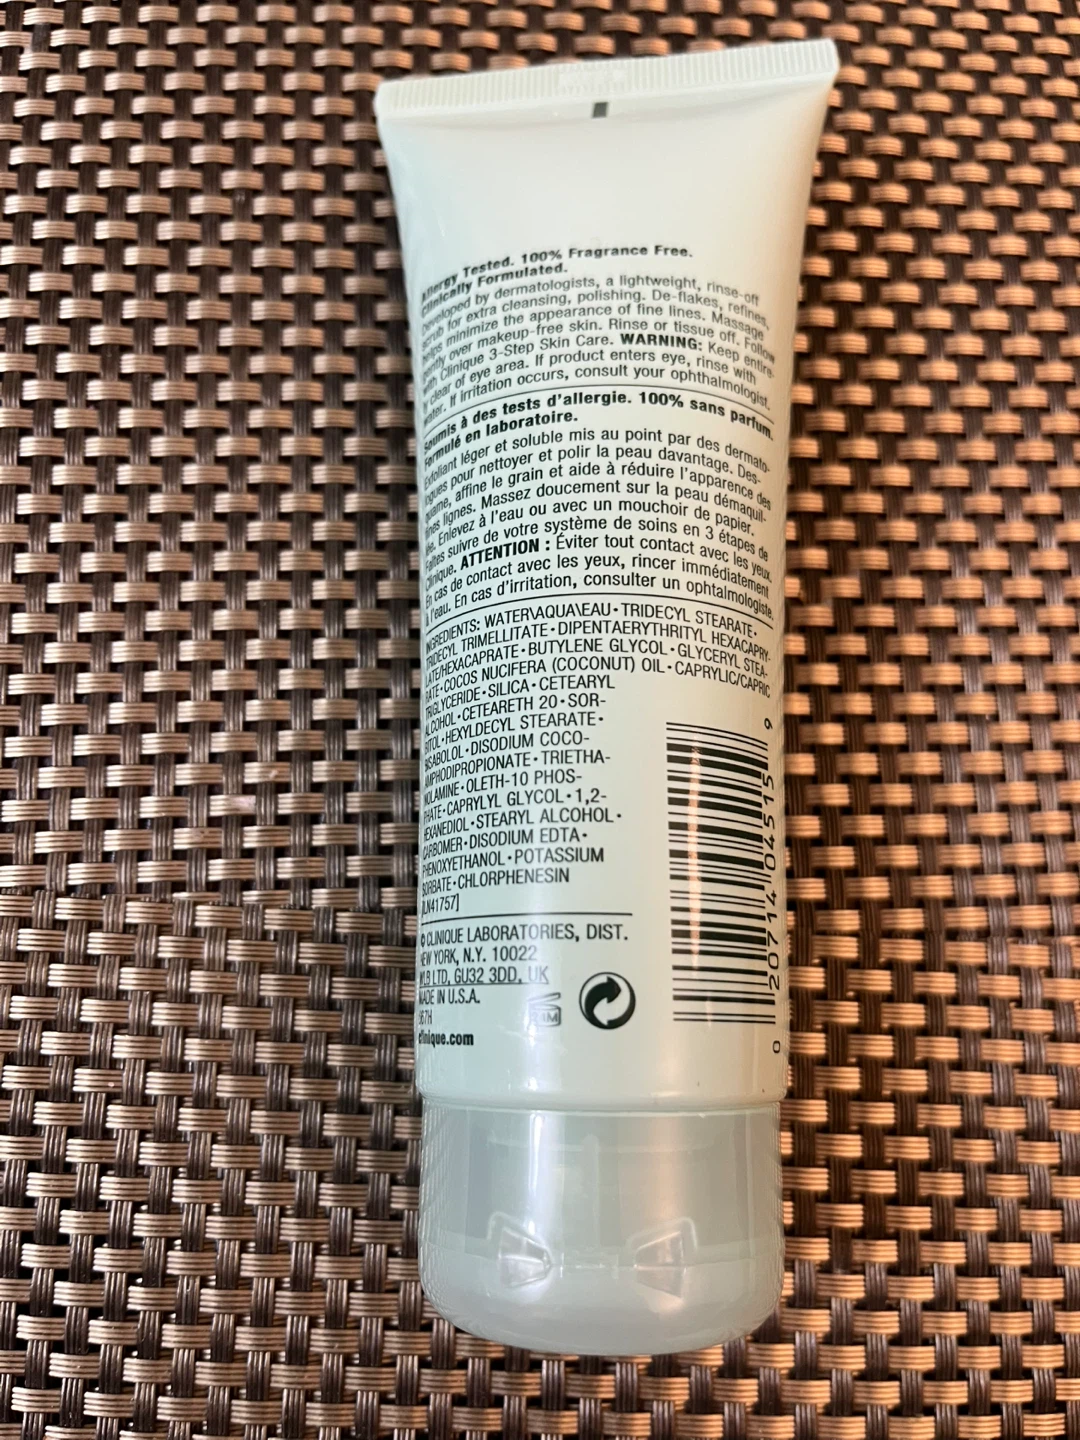 Allergy Tested. 100% Fragrance Free.
Clinically Formulated.
Developed by dermatologists, a lightweight, rinse-off
scrub for extra cleansing, polishing. De-flakes, refines,
helps minimize the appearance of fine lines. Massage
gently over makeup-free skin. Rinse or tissue off. Follow
with Clinique 3-Step Skin Care. WARNING: Keep entire-
ly clear of eye area. If product enters eye, rinse with
water. If irritation occurs, consult your ophthalmologist.
Soumis à des tests d'allergie. 100% sans parfum.
Formulé en laboratoire.
Exfoliant léger et soluble mis au point par des dermato-
logues pour nettoyer et polir la peau davantage. Des-
quame, affine le grain et aide à réduire l'apparence des
fines lignes. Massez doucement sur la peau démaquil-
lée. Enlevez à l'eau ou avec un mouchoir de papier.
Faites suivre de votre système de soins en 3 étapes de
Clinique. ATTENTION : Éviter tout contact avec les yeux.
En cas de contact avec les yeux, rincer immédiatement
à l'eau. En cas d'irritation, consulter un ophtalmologiste.
INGREDIENTS: WATER\AQUA\EAU • TRIDECYL STEARATE •
TRIDECYL TRIMELLITATE • DIPENTAERYTHRITYL HEXACAPRY-
LATE/HEXACAPRATE • BUTYLENE GLYCOL • GLYCERYL STEA-
RATE • COCOS NUCIFERA (COCONUT) OIL • CAPRYLIC/CAPRIC
TRIGLYCERIDE • SILICA • CETEARYL
ALCOHOL • CETEARETH 20 • SOR-
BITOL • HEXYLDECYL STEARATE •
BISABOLOL • DISODIUM COCO-
AMPHODIPROPIONATE • TRIETHA-
NOLAMINE • OLETH-10 PHOS-
PHATE • CAPRYLYL GLYCOL • 1,2-
HEXANEDIOL • STEARYL ALCOHOL •
CARBOMER • DISODIUM EDTA •
PHENOXYETHANOL • POTASSIUM
SORBATE • CHLORPHENESIN
[ILN41757]
© CLINIQUE LABORATORIES, DIST.
NEW YORK, N.Y. 10022
WLB LTD, GU32 3DD, UK
MADE IN U.S.A.
clinique.com
24M
0 20714 04515 9